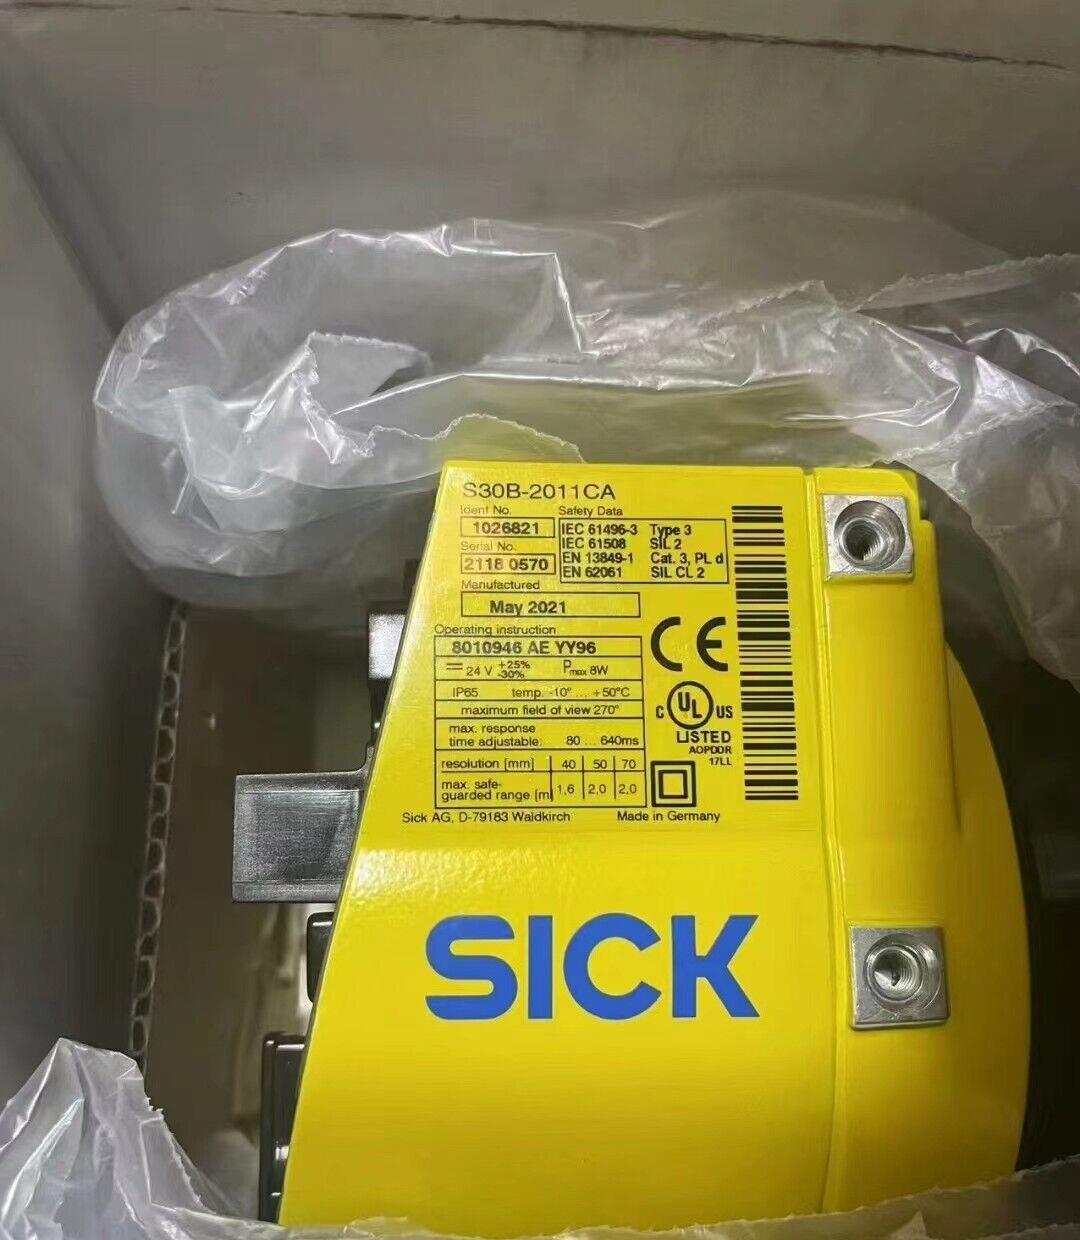 S30B-2011CA
Ident No. Safety Data
1026821 IEC 61496-3 Type 3
IEC 61508 SIL 2
Serial No. EN 13849-1 Cat. 3, PL d
2118 0570 EN 62061 SIL CL 2
Manufactured
May 2021
Operating instruction
8010946 AE YY96
24 V +25% -30% Pmax 8W
IP65 temp. -10° ... +50°C
maximum field of view 270°
max. response
time adjustable: 80 ... 640ms
resolution [mm] 40 50 70
max. safe-
guarded range [m 1,6 2,0 2,0
Sick AG, D-79183 Waldkirch Made in Germany
CE
C UL US
LISTED
AOPDDR
17LL
SICK